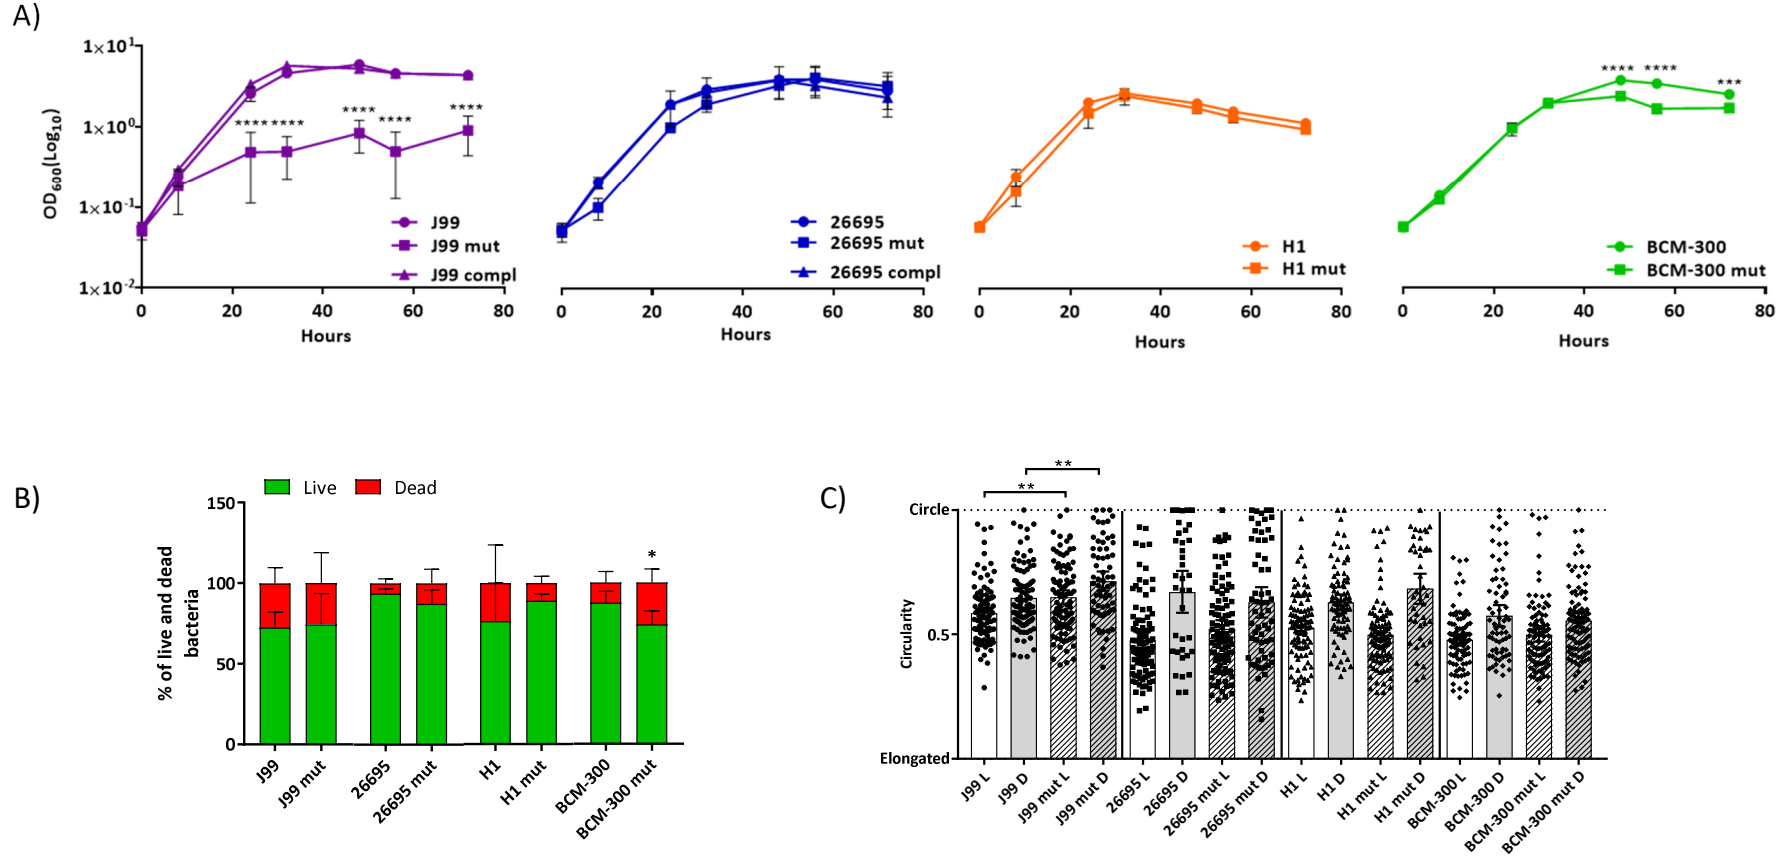 A)
1×10¹
1×10⁰
1×10⁻¹
1×10⁻²
OD₆₀₀(Log₁₀)
**** **** **** **** ****
J99
J99 mut
J99 compl
0 20 40 60 80
Hours
26695
26695 mut
26695 compl
0 20 40 60 80
Hours
H1
H1 mut
0 20 40 60 80
Hours
**** **** ***
BCM-300
BCM-300 mut
0 20 40 60 80
Hours
B)
Live Dead
150
100
50
0
% of live and dead
bacteria
*
J99
J99 mut
26695
26695 mut
H1
H1 mut
BCM-300
BCM-300 mut
C)
**
**
Circle
0.5
Elongated
Circularity
J99 L
J99 D
J99 mut L
J99 mut D
26695 L
26695 D
26695 mut L
26695 mut D
H1 L
H1 D
H1 mut L
H1 mut D
BCM-300 L
BCM-300 D
BCM-300 mut L
BCM-300 mut D